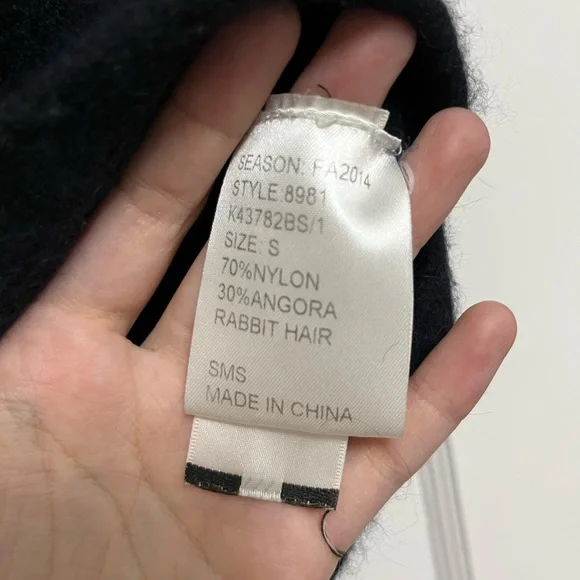 SEASON: FA2014
STYLE:8981
K43782BS/1
SIZE: S
70%NYLON
30%ANGORA
RABBIT HAIR
SMS
MADE IN CHINA